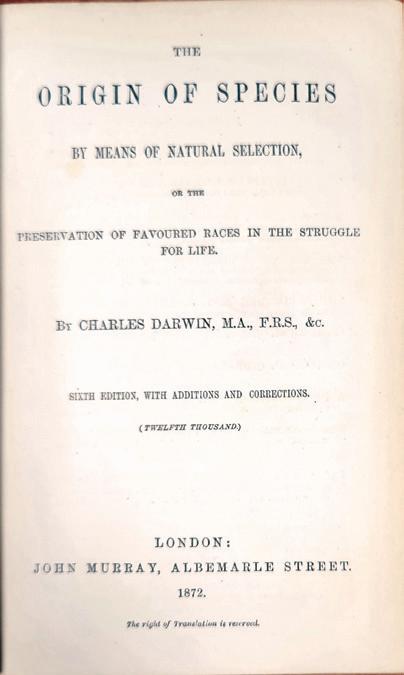 THE
ORIGIN OF SPECIES
BY MEANS OF NATURAL SELECTION,
OR THE
PRESERVATION OF FAVOURED RACES IN THE STRUGGLE
FOR LIFE.
BY CHARLES DARWIN, M.A., F.R.S., &c.
SIXTH EDITION, WITH ADDITIONS AND CORRECTIONS.
(TWELFTH THOUSAND.)
LONDON:
JOHN MURRAY, ALBEMARLE STREET.
1872.
The right of Translation is reserved.